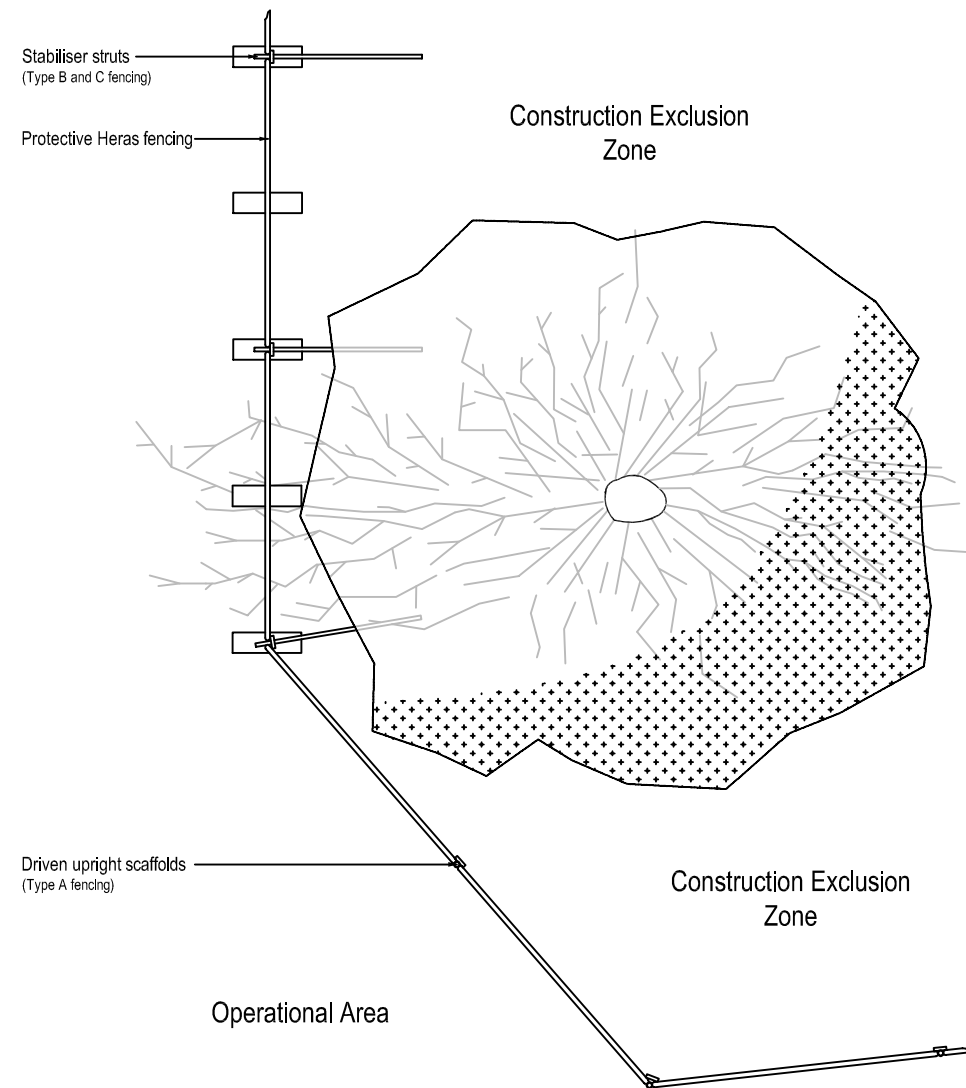 Stabiliser struts
(Type B and C fencing)
Construction Exclusion
Zone
Protective Heras fencing
Driven upright scaffolds
(Type A fencing)
Construction Exclusion
Zone
Operational Area